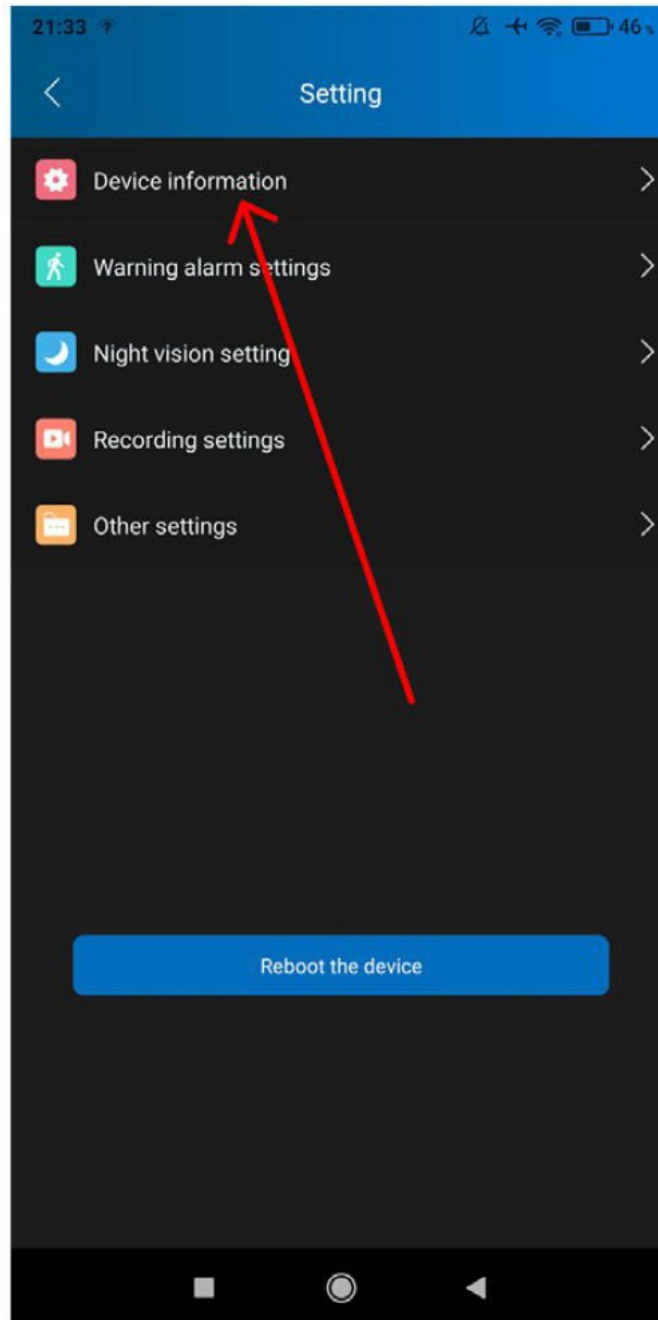 21:33
46 %
Setting
Device information
Warning alarm settings
Night vision setting
Recording settings
Other settings
Reboot the device